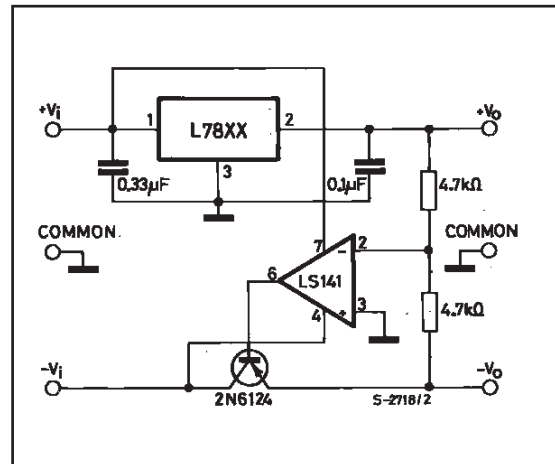 +Vi
1
L78XX
2
+Vo
3
0.33µF
0.1µF
4.7kΩ
COMMON
COMMON
7
2
-
6
LS141
3
+
4
4.7kΩ
-Vi
2N6124
S-2718/2
-Vo